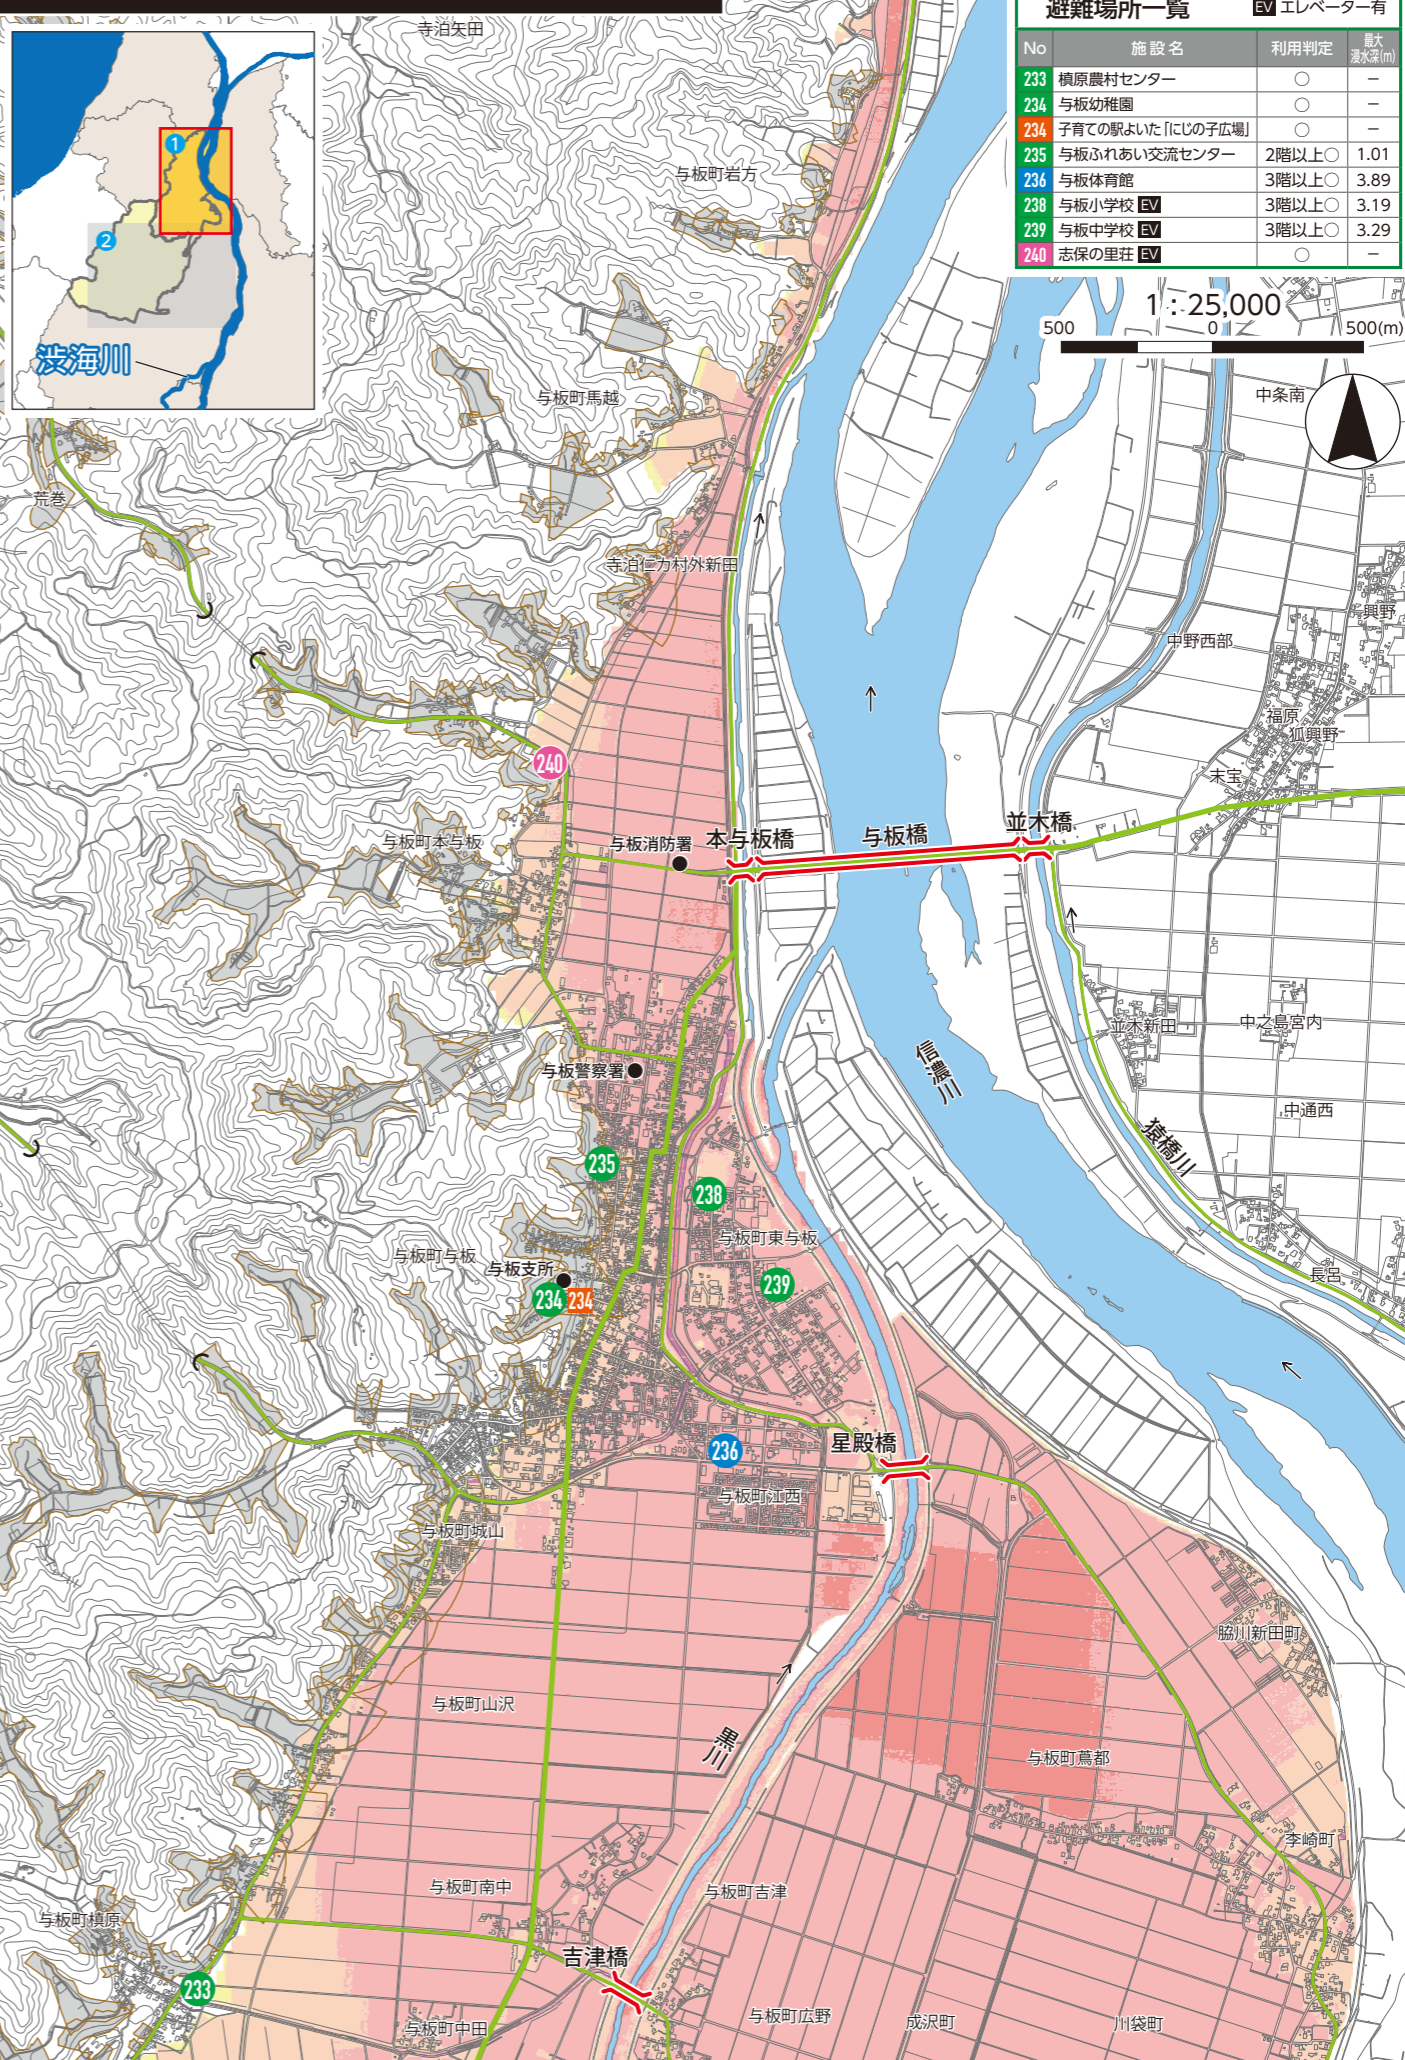 避難場所一覧 EV エレベーター有
No 施設名 利用判定 最大浸水深(m)
233 槙原農村センター ○ －
234 与板幼稚園 ○ －
234 子育ての駅よいた「にじの子広場」 ○ －
235 与板ふれあい交流センター 2階以上○ 1.01
236 与板体育館 3階以上○ 3.89
238 与板小学校 EV 3階以上○ 3.19
239 与板中学校 EV 3階以上○ 3.29
240 志保の里荘 EV ○ －
1：25,000
500 0 500(m)
1
2
渋海川
寺泊矢田
与板町岩方
与板町馬越
中条南
荒巻
寺泊仁ヵ村外新田
興野
中野西部
福原
狐興野
末宝
240
与板町本与板
与板消防署
本与板橋
与板橋
並木橋
並木新田
中之島宮内
信濃川
与板警察署
中通西
猿橋川
235
238
与板町東与板
与板町与板
与板支所
長呂
239
234
234
星殿橋
236
与板町江西
与板町城山
脇川新田町
与板町山沢
黒川
与板町蔦都
李崎町
与板町南中
与板町吉津
与板町槙原
吉津橋
233
与板町中田
与板町広野
成沢町
川袋町